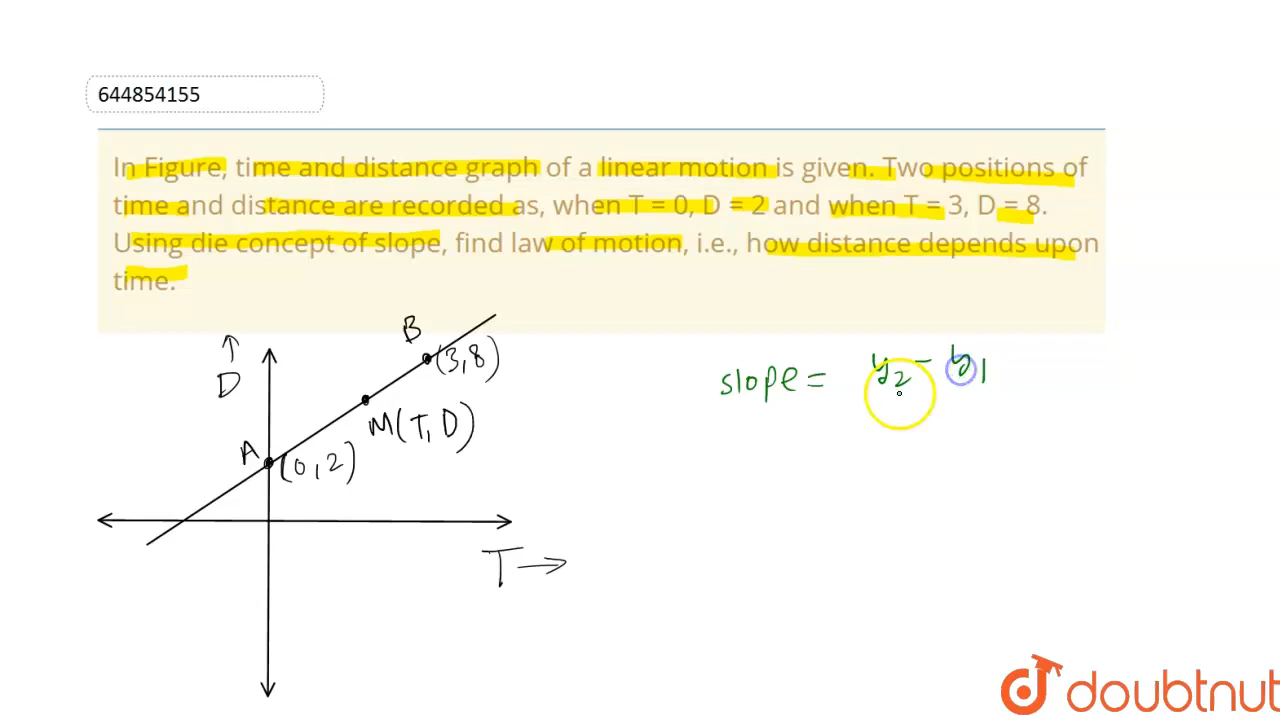 644854155
In Figure, time and distance graph of a linear motion is given. Two positions of
time and distance are recorded as, when T = 0, D = 2 and when T = 3, D = 8.
Using die concept of slope, find law of motion, i.e., how distance depends upon
time.
B
(3,8)
↑
D
slope = y2 - y1
M(T, D)
A
(0,2)
T→
doubtnut